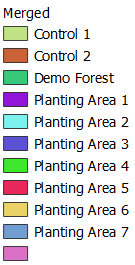 Merged
Control 1
Control 2
Demo Forest
Planting Area 1
Planting Area 2
Planting Area 3
Planting Area 4
Planting Area 5
Planting Area 6
Planting Area 7